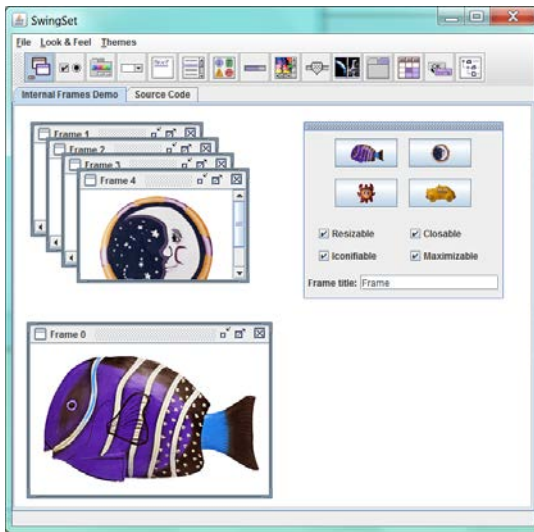 SwingSet
File Look & Feel Themes
Internal Frames Demo Source Code
Frame 1
Frame 2
Frame 3
Frame 4
Resizable Closable
Iconifiable Maximizable
Frame title: Frame
Frame 0